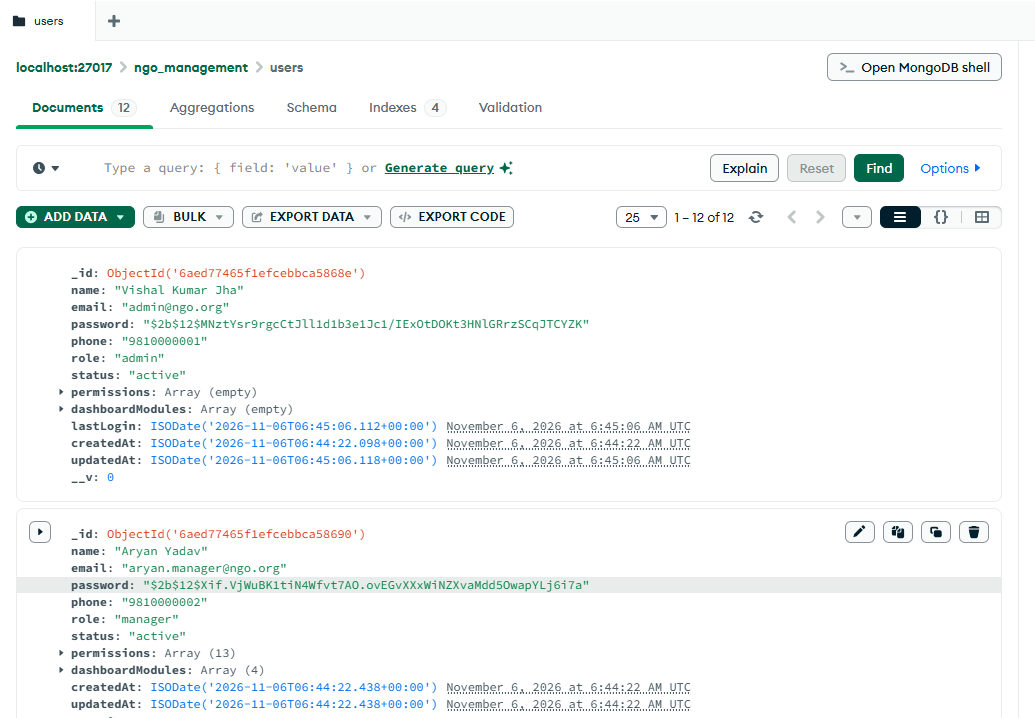 users
localhost:27017 > ngo_management > users
>_ Open MongoDB shell
Documents 12 Aggregations Schema Indexes 4 Validation
Type a query: { field: 'value' } or Generate query
Explain Reset Find Options
ADD DATA BULK EXPORT DATA EXPORT CODE 25 1 – 12 of 12 {}
_id: ObjectId('6aed77465f1efcebbca5868e')
name: "Vishal Kumar Jha"
email: "admin@ngo.org"
password: "$2b$12$MNztYsr9rgcCtJll1d1b3e1Jc1/IExOtDOKt3HNlGRrzSCqJTCYZK"
phone: "9810000001"
role: "admin"
status: "active"
permissions: Array (empty)
dashboardModules: Array (empty)
lastLogin: ISODate('2026-11-06T06:45:06.112+00:00') November 6, 2026 at 6:45:06 AM UTC
createdAt: ISODate('2026-11-06T06:44:22.098+00:00') November 6, 2026 at 6:44:22 AM UTC
updatedAt: ISODate('2026-11-06T06:45:06.118+00:00') November 6, 2026 at 6:45:06 AM UTC
__v: 0
_id: ObjectId('6aed77465f1efcebbca58690')
name: "Aryan Yadav"
email: "aryan.manager@ngo.org"
password: "$2b$12$Xif.VjWuBK1tiN4Wfvt7AO.ovEGvXXxWiNZXvaMdd5OwapYLj6i7a"
phone: "9810000002"
role: "manager"
status: "active"
permissions: Array (13)
dashboardModules: Array (4)
createdAt: ISODate('2026-11-06T06:44:22.438+00:00') November 6, 2026 at 6:44:22 AM UTC
updatedAt: ISODate('2026-11-06T06:44:22.438+00:00') November 6, 2026 at 6:44:22 AM UTC